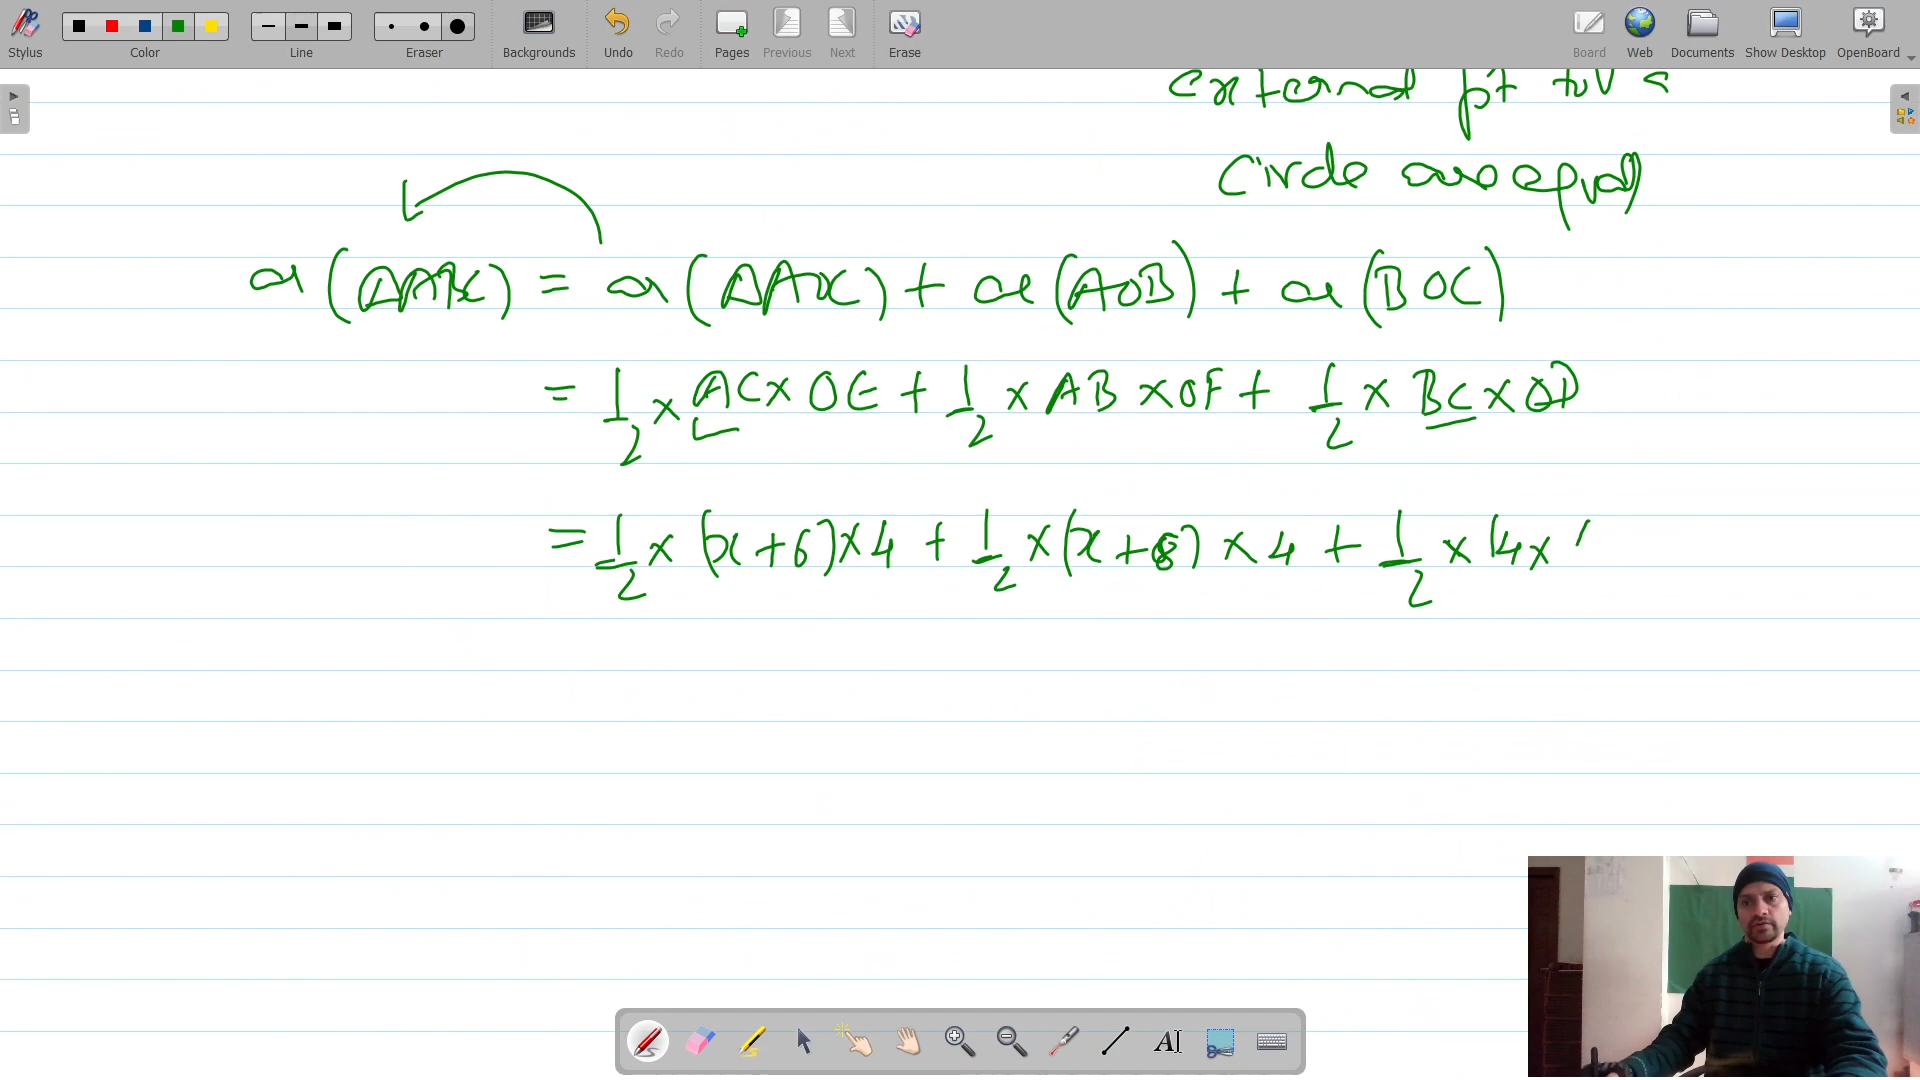 Stylus Color Line Eraser Backgrounds Undo Redo Pages Previous Next Erase Board Web Documents Show Desktop OpenBoard
external pt to a
circle are equal
ar (ΔABC) = ar (ΔAOC) + ar (AOB) + ar (BOC)
= 1/2 × AC × OE + 1/2 × AB × OF + 1/2 × BC × OD
= 1/2 × (x + 6) × 4 + 1/2 × (x + 8) × 4 + 1/2 × 14 ×